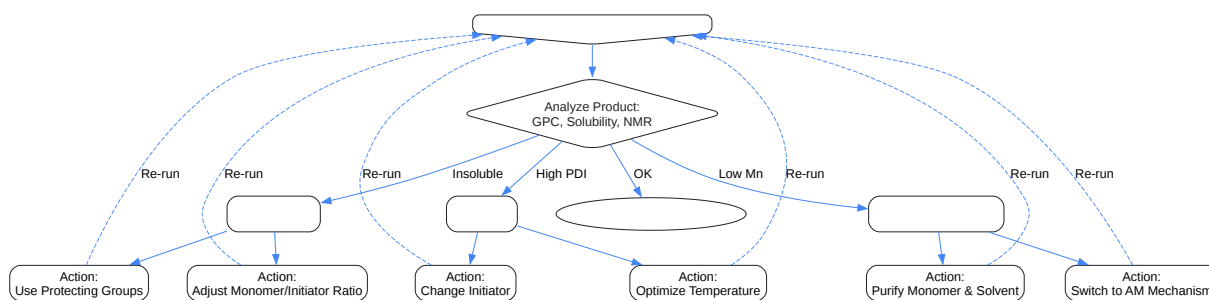 Analyze Product:
GPC, Solubility, NMR
Re-run
Re-run
Re-run
Insoluble
High PDI
OK
Low Mn
Re-run
Re-run
Re-run
Action:
Use Protecting Groups
Action:
Adjust Monomer/Initiator Ratio
Action:
Change Initiator
Action:
Optimize Temperature
Action:
Purify Monomer & Solvent
Action:
Switch to AM Mechanism